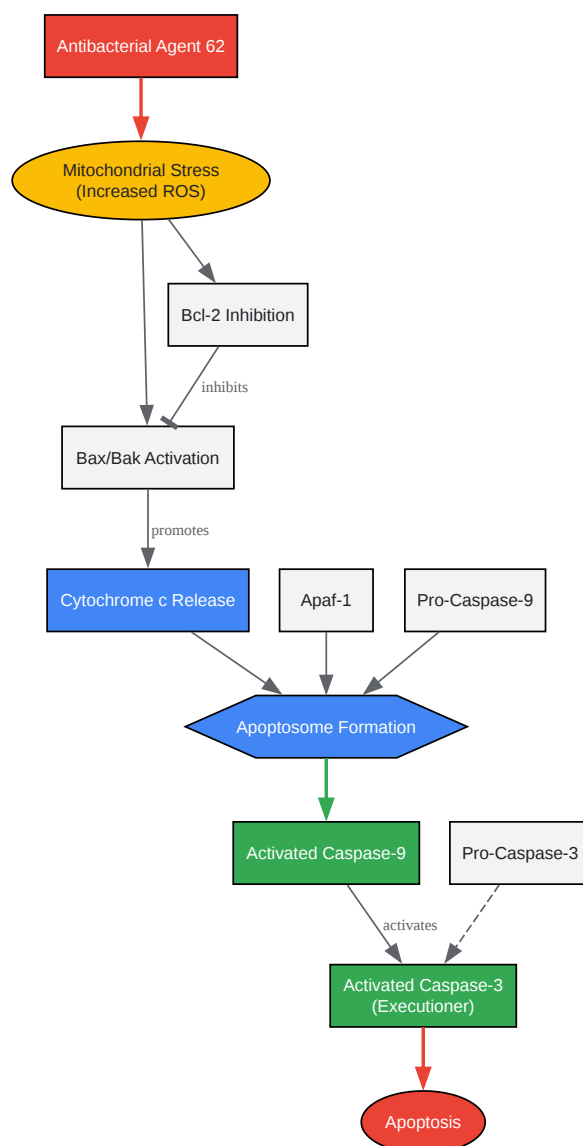 Antibacterial Agent 62
Mitochondrial Stress
(Increased ROS)
Bcl-2 Inhibition
inhibits
Bax/Bak Activation
promotes
Cytochrome c Release
Apaf-1
Pro-Caspase-9
Apoptosome Formation
Activated Caspase-9
Pro-Caspase-3
activates
Activated Caspase-3
(Executioner)
Apoptosis